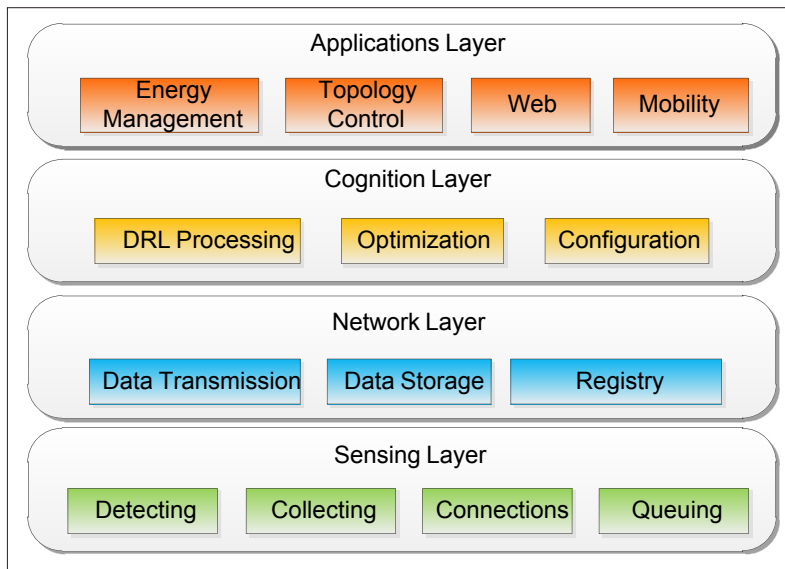 Applications Layer
Energy
Management
Topology
Control
Web
Mobility
Cognition Layer
DRL Processing
Optimization
Configuration
Network Layer
Data Transmission
Data Storage
Registry
Sensing Layer
Detecting
Collecting
Connections
Queuing